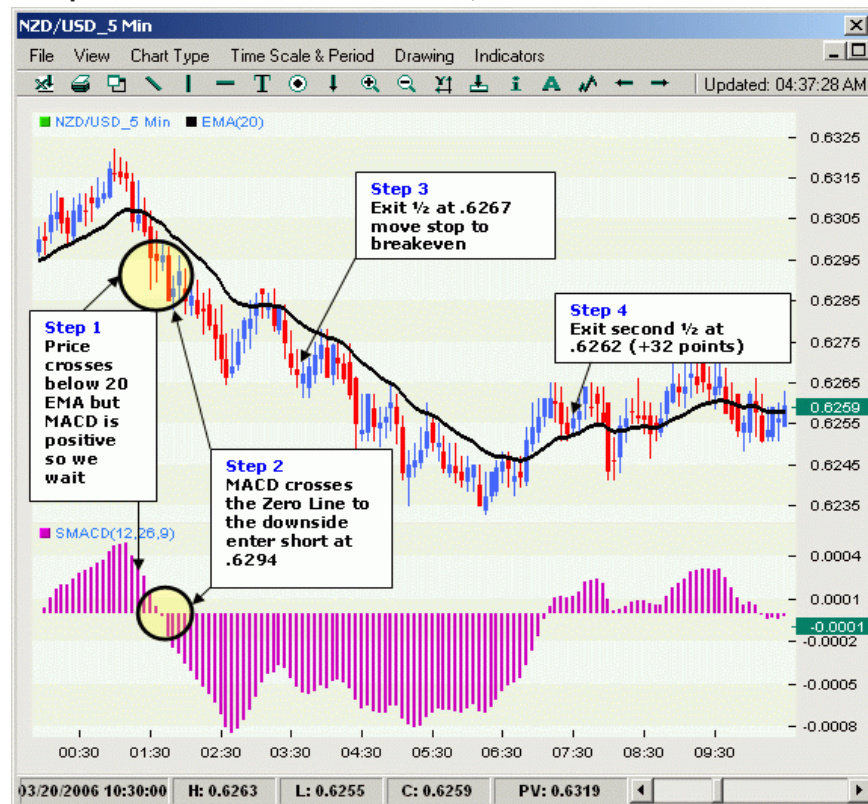 NZD/USD_5 Min
File View Chart Type Time Scale & Period Drawing Indicators
Updated: 04:37:28 AM
NZD/USD_5 Min EMA(20)
0.6325
0.6315
0.6305
0.6295
0.6285
0.6275
0.6265
0.6259
0.6255
0.6245
0.6235
Step 3
Exit ½ at .6267
move stop to
breakeven
Step 4
Exit second ½ at
.6262 (+32 points)
Step 1
Price
crosses
below 20
EMA but
MACD is
positive
so we
wait
Step 2
MACD crosses
the Zero Line to
the downside
enter short at
.6294
SMACD(12,26,9)
0.0004
0.0001
-0.0001
-0.0002
-0.0005
-0.0008
00:30 01:30 02:30 03:30 04:30 05:30 06:30 07:30 08:30 09:30
03/20/2006 10:30:00 H: 0.6263 L: 0.6255 C: 0.6259 PV: 0.6319